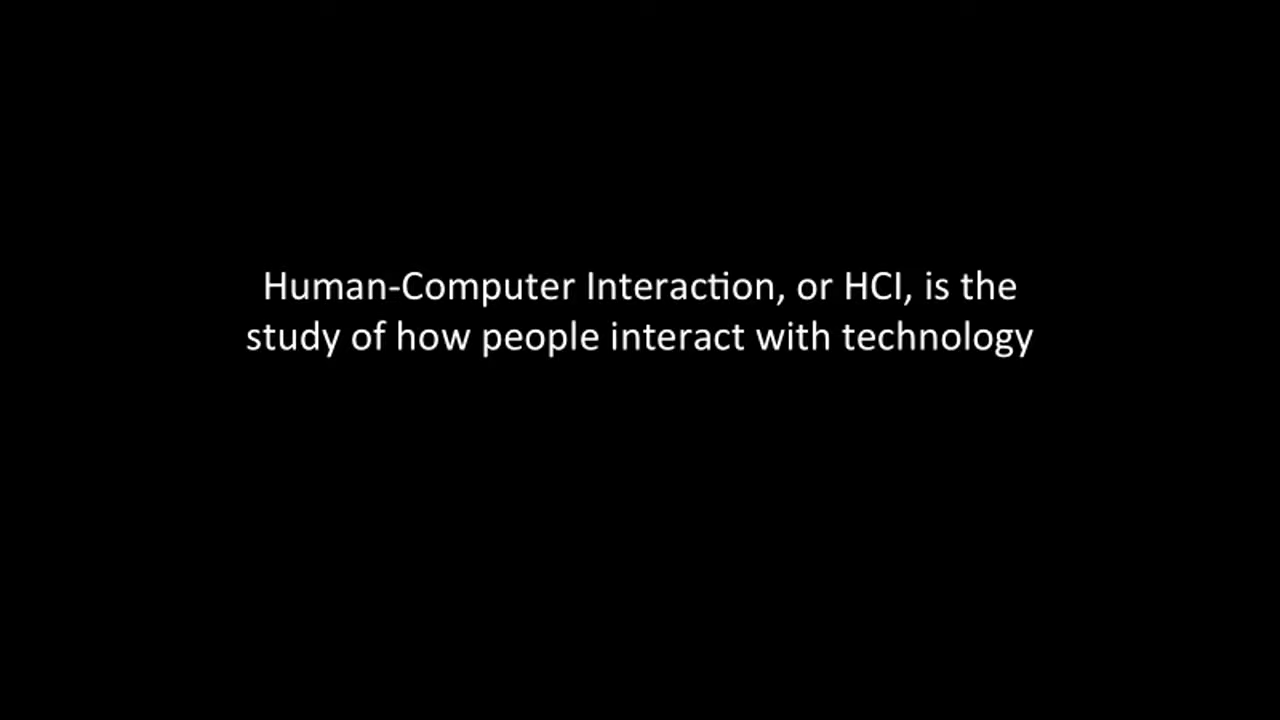 Human-Computer Interaction, or HCI, is the
study of how people interact with technology